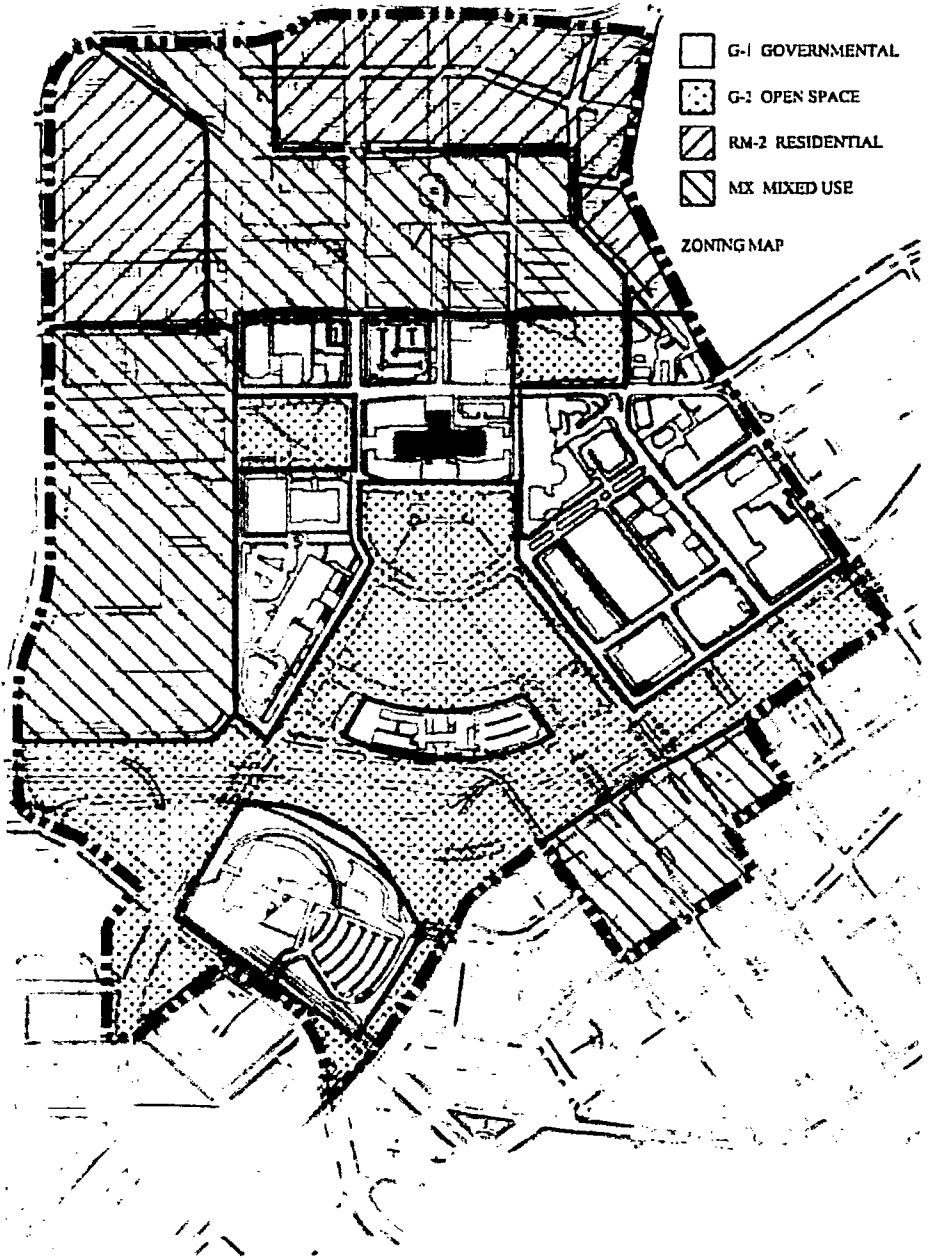 G-1 GOVERNMENTAL
G-2 OPEN SPACE
RM-2 RESIDENTIAL
MX MIXED USE
ZONING MAP